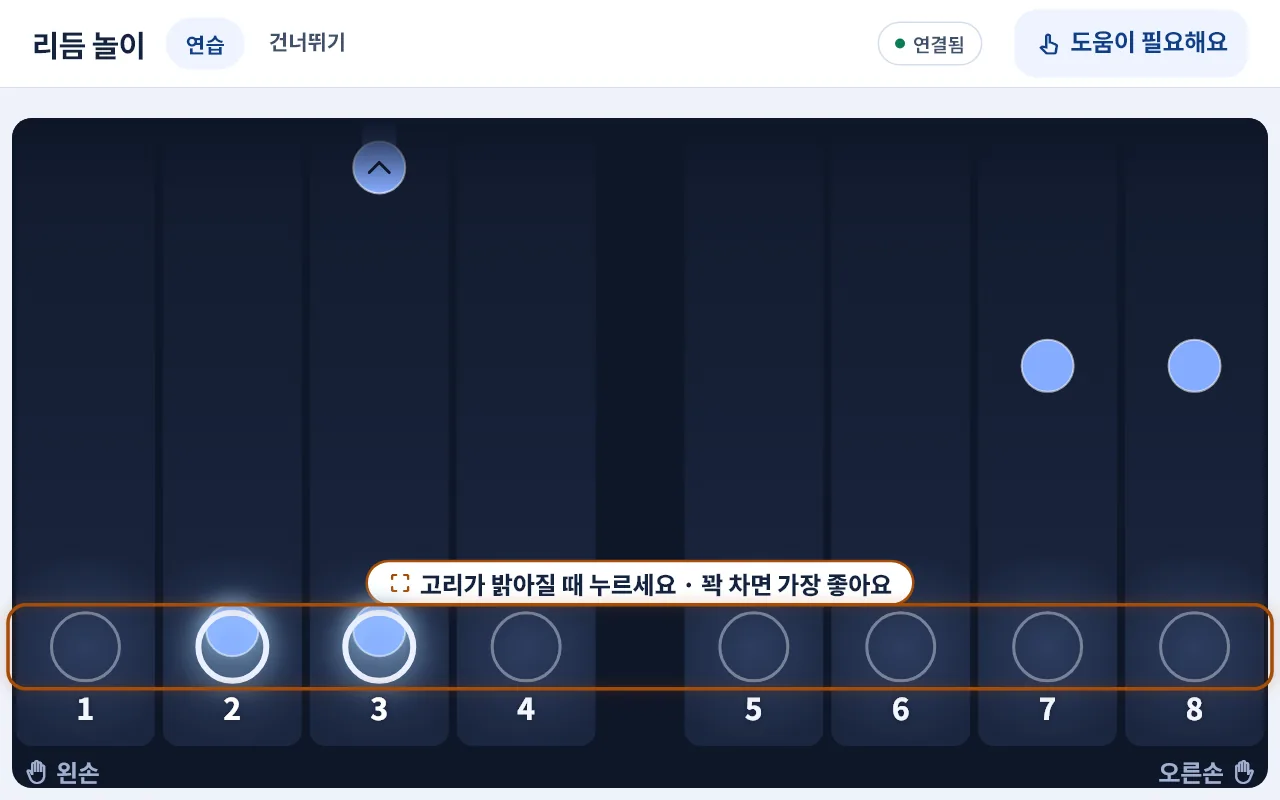 리듬 놀이
연습
건너뛰기
연결됨
도움이 필요해요
고리가 밝아질 때 누르세요 · 꽉 차면 가장 좋아요
1 2 3 4 5 6 7 8
왼손
오른손